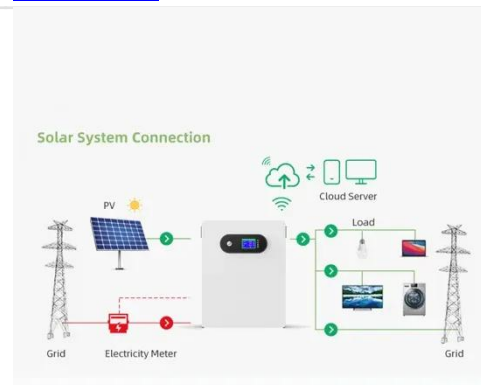 Solar System Connection
Cloud Server
PV
Load
Grid
Electricity Meter
Grid